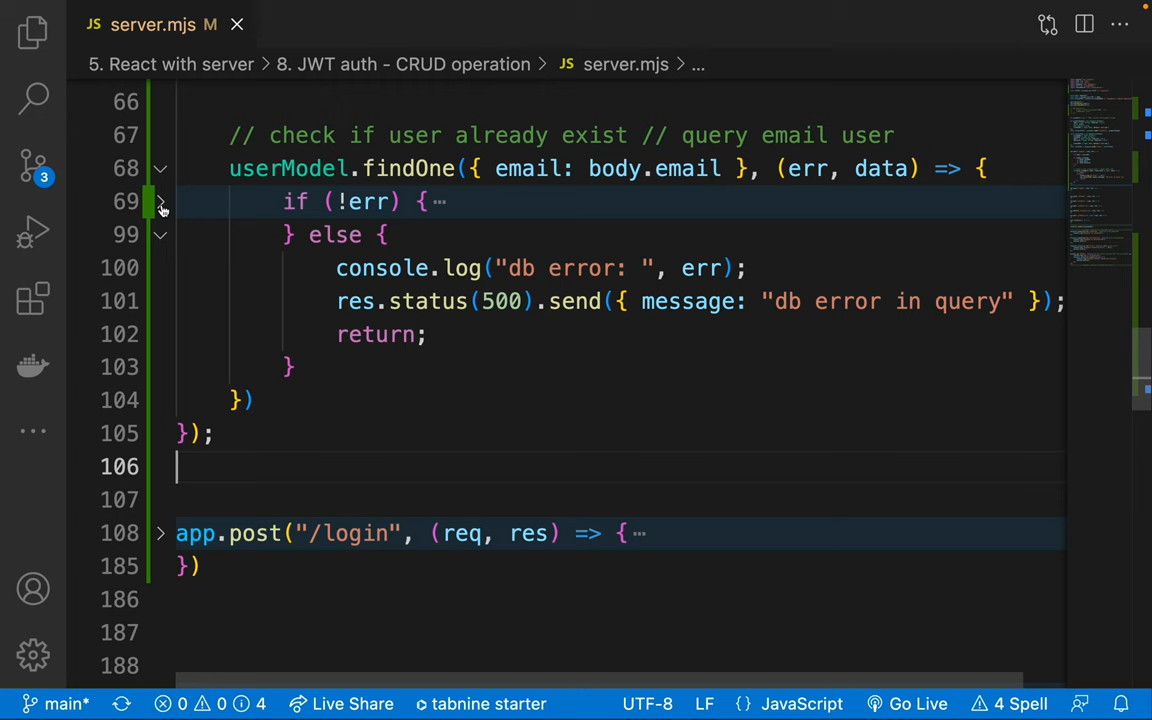 JS server.mjs M
5. React with server > 8. JWT auth - CRUD operation > JS server.mjs > ...
66
67 // check if user already exist // query email user
68 userModel.findOne({ email: body.email }, (err, data) => {
69 if (!err) {
99 } else {
100 console.log("db error: ", err);
101 res.status(500).send({ message: "db error in query" });
102 return;
103 }
104 })
105 });
106
107
108 app.post("/login", (req, res) => {
185 })
186
187
188
3
main* 0 0 4 Live Share tabnine starter UTF-8 LF {} JavaScript Go Live 4 Spell